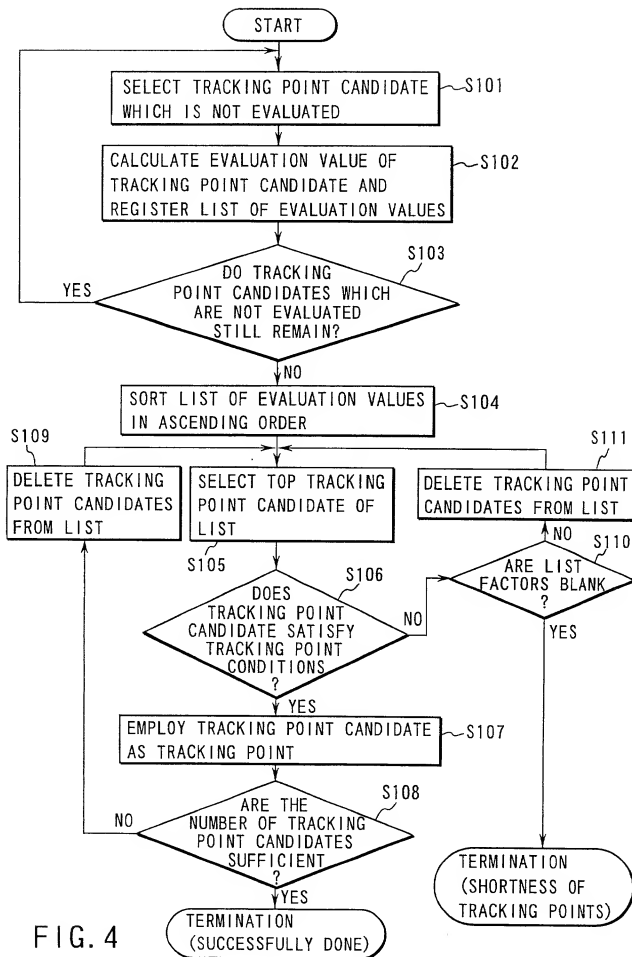 START
SELECT TRACKING POINT CANDIDATE
WHICH IS NOT EVALUATED
S101
CALCULATE EVALUATION VALUE OF
TRACKING POINT CANDIDATE AND
REGISTER LIST OF EVALUATION VALUES
S102
S103
DO TRACKING
POINT CANDIDATES WHICH
ARE NOT EVALUATED
STILL REMAIN?
YES
NO
SORT LIST OF EVALUATION VALUES
IN ASCENDING ORDER
S104
S109
DELETE TRACKING
POINT CANDIDATES
FROM LIST
SELECT TOP TRACKING
POINT CANDIDATE OF
LIST
S105
S111
DELETE TRACKING POINT
CANDIDATES FROM LIST
NO
S110
ARE LIST
FACTORS BLANK
?
YES
S106
DOES
TRACKING POINT
CANDIDATE SATISFY
TRACKING POINT
CONDITIONS
?
NO
YES
EMPLOY TRACKING POINT CANDIDATE
AS TRACKING POINT
S107
S108
ARE THE
NUMBER OF TRACKING
POINT CANDIDATES
SUFFICIENT
?
NO
YES
TERMINATION
(SUCCESSFULLY DONE)
TERMINATION
(SHORTNESS OF
TRACKING POINTS)
FIG. 4